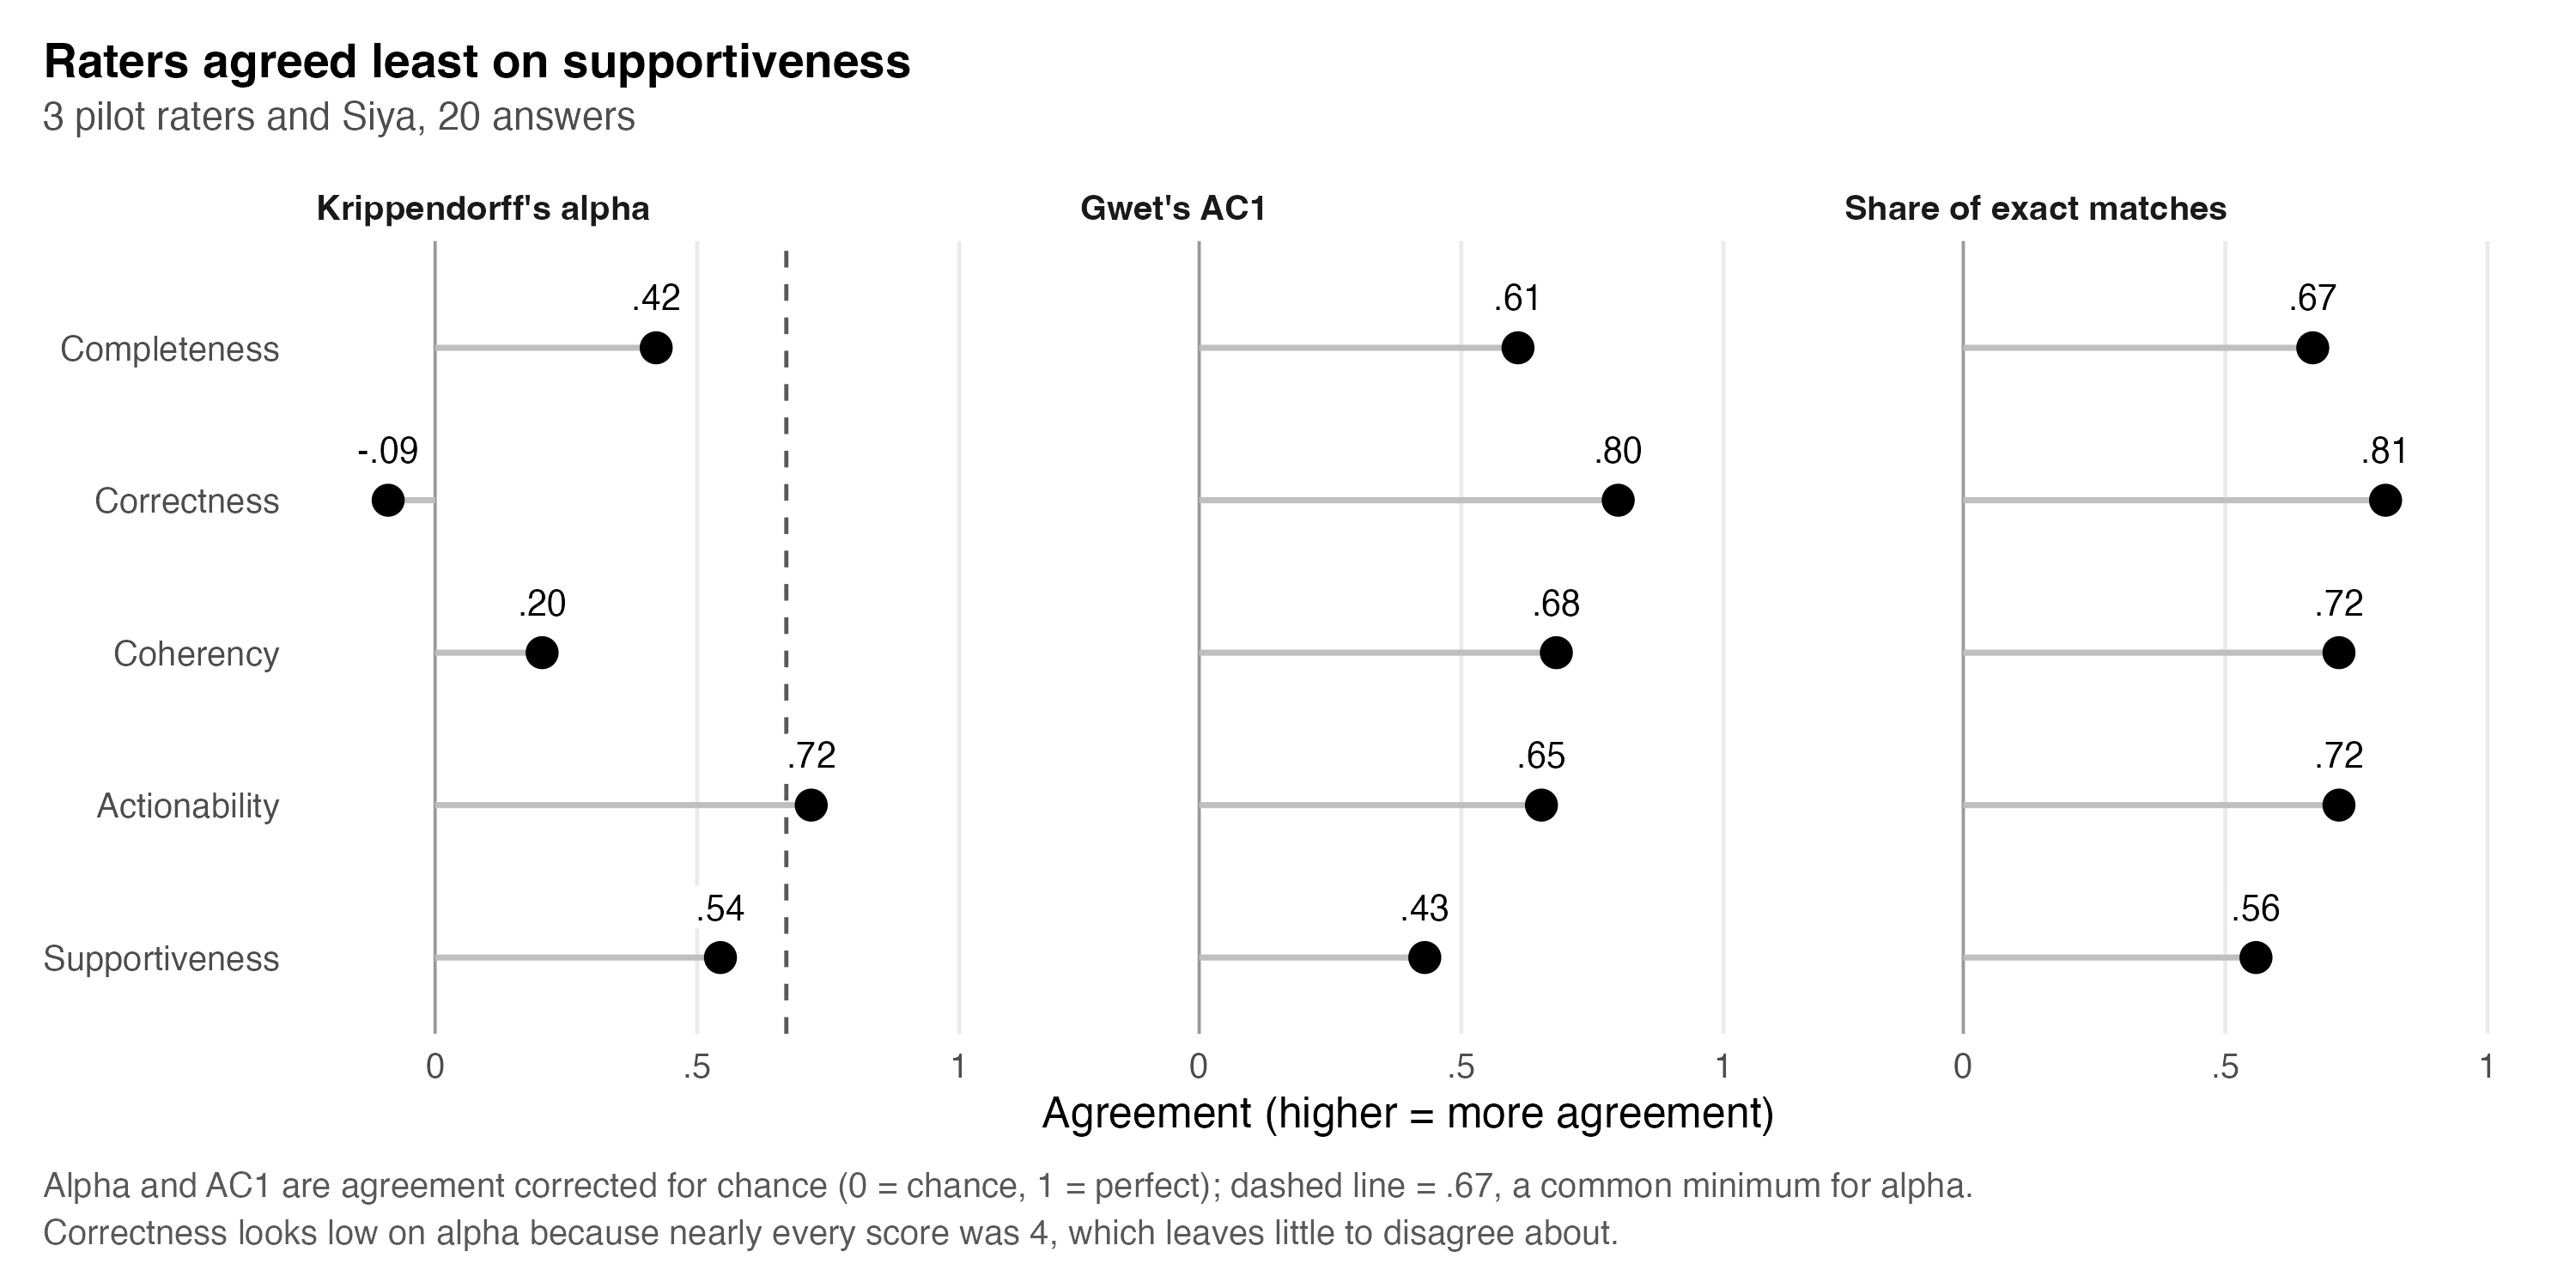 Raters agreed least on supportiveness
3 pilot raters and Siya, 20 answers
Krippendorff's alpha
Gwet's AC1
Share of exact matches
Completeness
.42
.61
.67
Correctness
-.09
.80
.81
Coherency
.20
.68
.72
Actionability
.72
.65
.72
Supportiveness
.54
.43
.56
0 .5 1
0 .5 1
0 .5 1
Agreement (higher = more agreement)
Alpha and AC1 are agreement corrected for chance (0 = chance, 1 = perfect); dashed line = .67, a common minimum for alpha.
Correctness looks low on alpha because nearly every score was 4, which leaves little to disagree about.